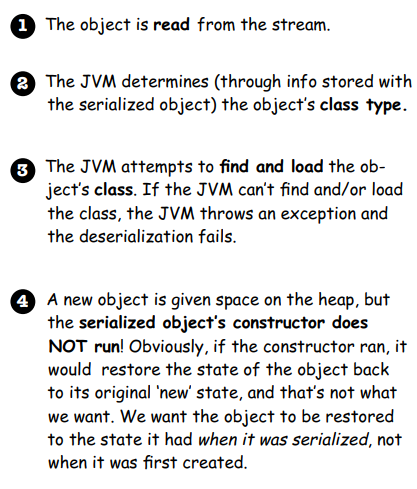 1 The object is read from the stream.
2 The JVM determines (through info stored with
the serialized object) the object's class type.
3 The JVM attempts to find and load the ob-
ject's class. If the JVM can't find and/or load
the class, the JVM throws an exception and
the deserialization fails.
4 A new object is given space on the heap, but
the serialized object's constructor does
NOT run! Obviously, if the constructor ran, it
would restore the state of the object back
to its original 'new' state, and that's not what
we want. We want the object to be restored
to the state it had when it was serialized, not
when it was first created.